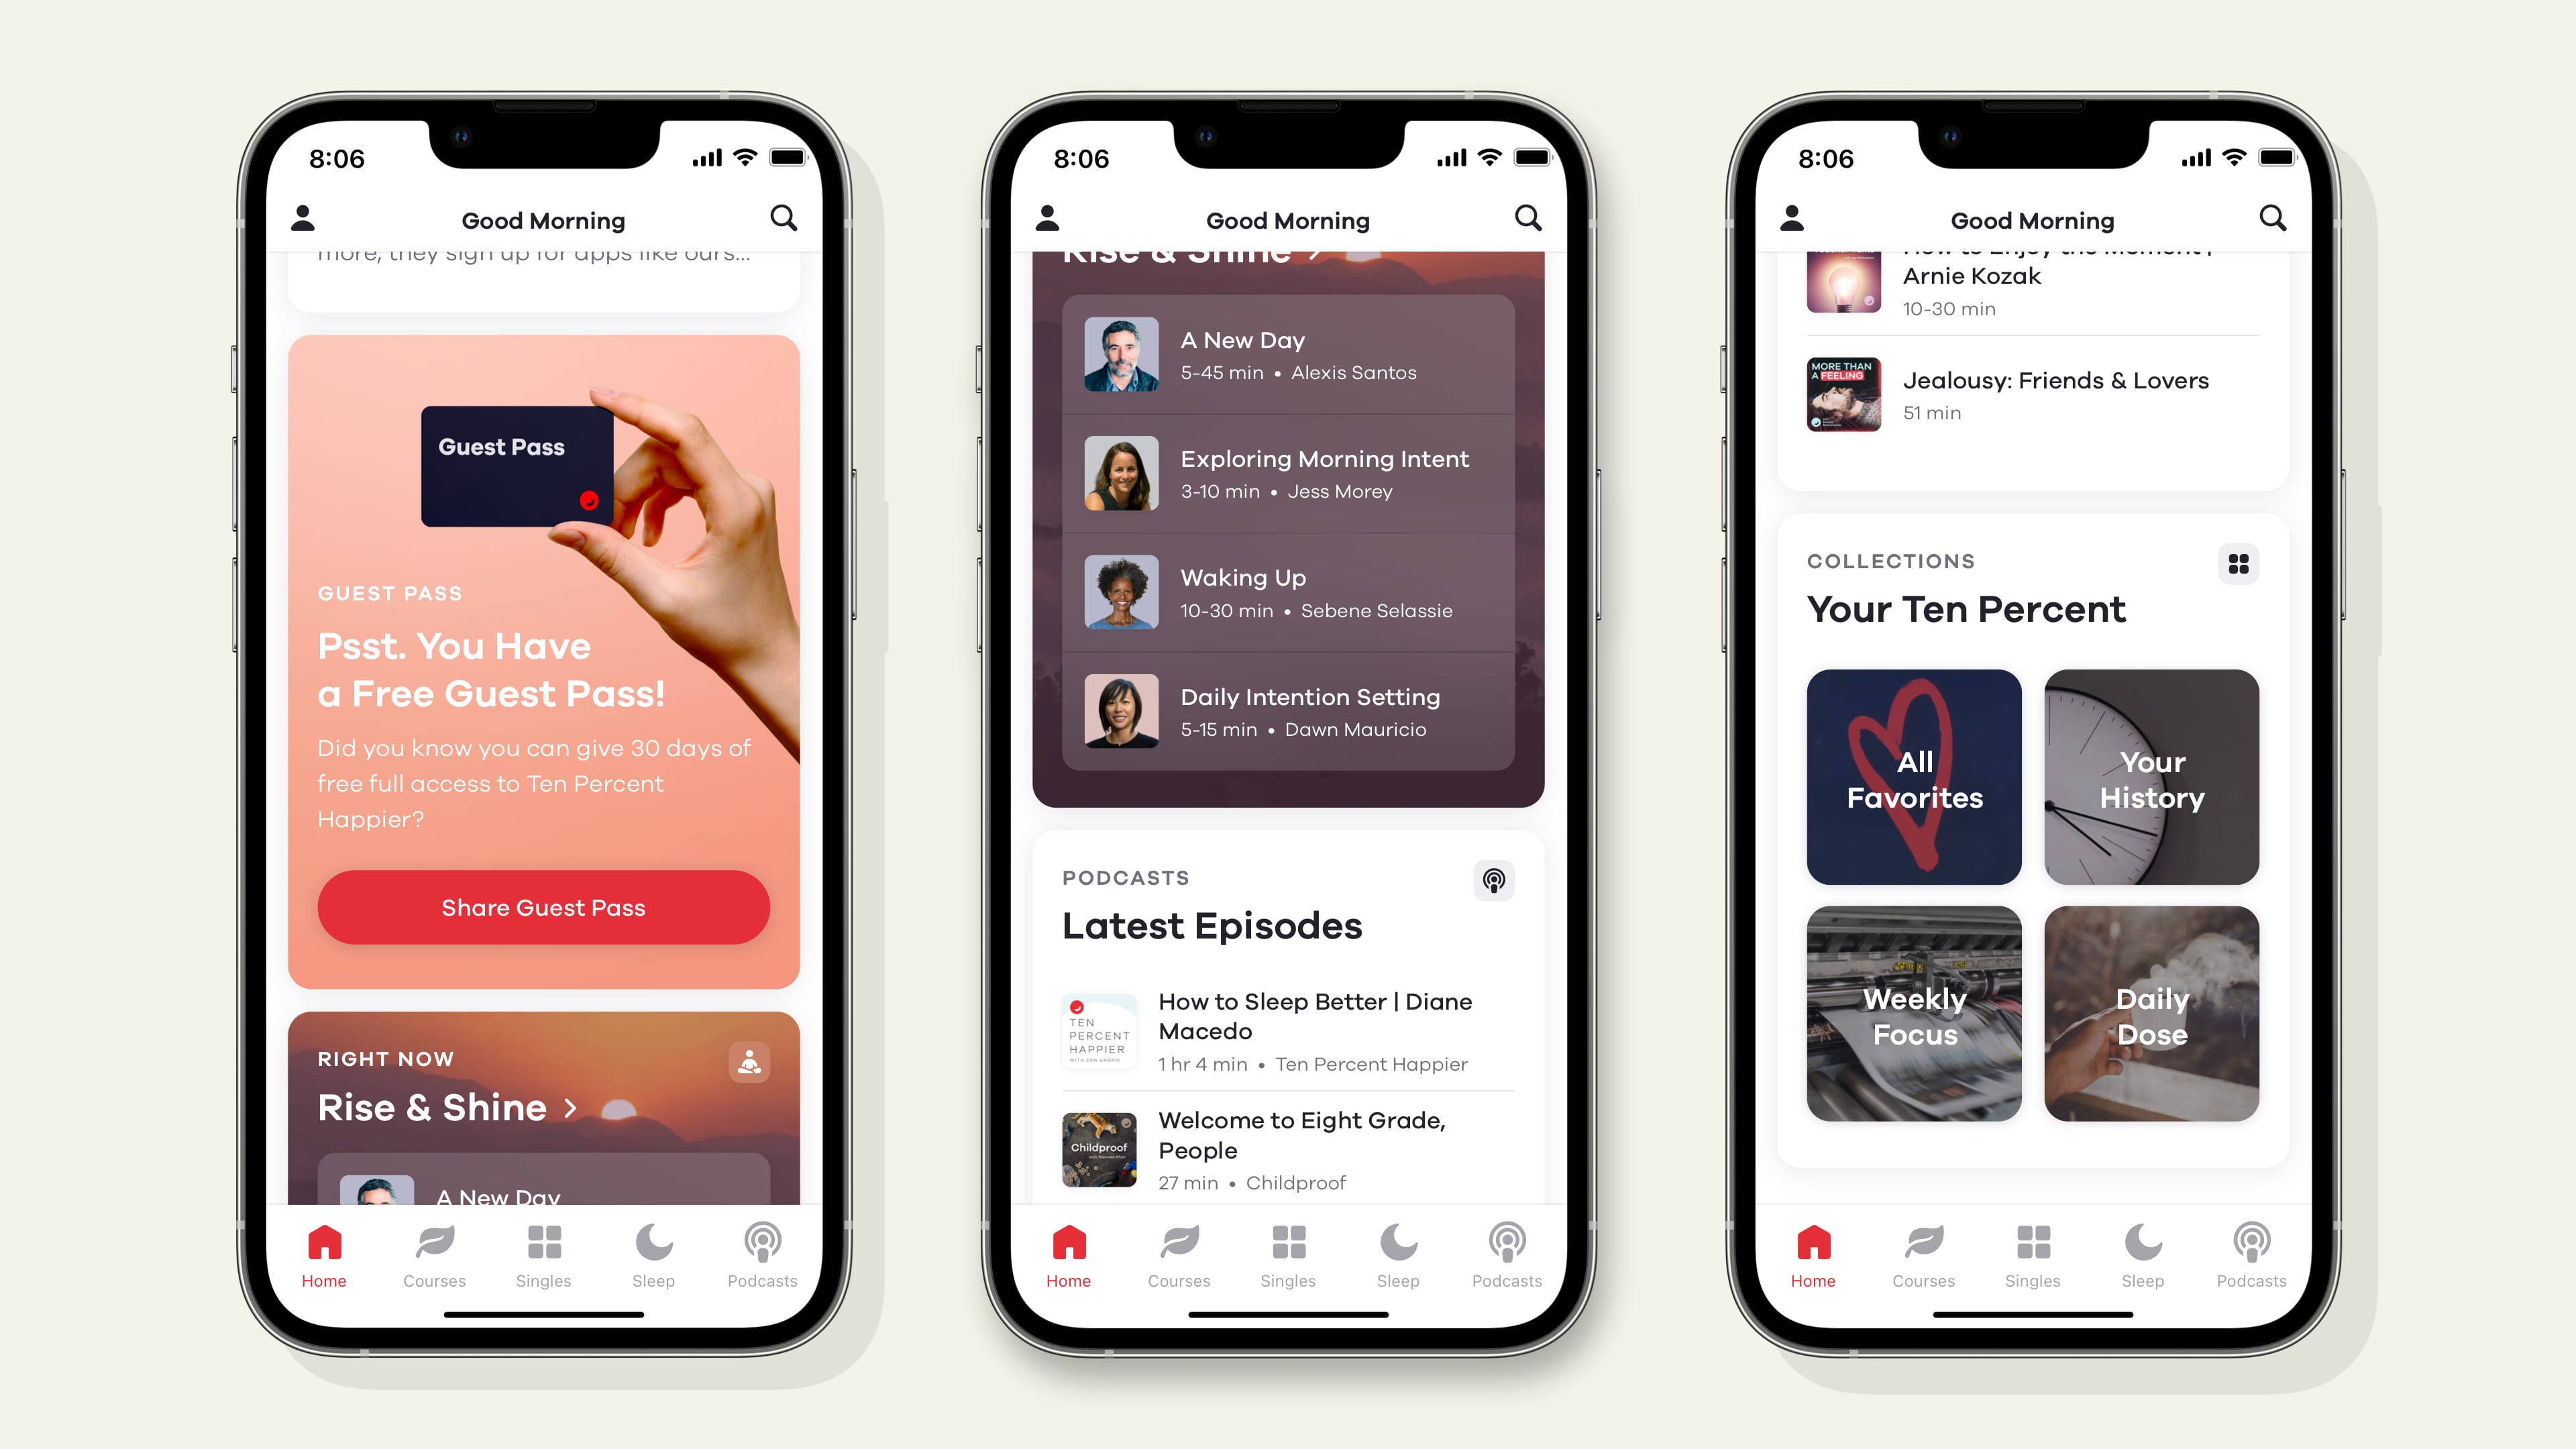 8:06
Good Morning
more, they sign up for apps like ours...
Guest Pass
GUEST PASS
Psst. You Have
a Free Guest Pass!
Did you know you can give 30 days of
free full access to Ten Percent
Happier?
Share Guest Pass
RIGHT NOW
Rise & Shine
A New Day
Home
Courses
Singles
Sleep
Podcasts
8:06
Good Morning
Rise & Shine
A New Day
5-45 min • Alexis Santos
Exploring Morning Intent
3-10 min • Jess Morey
Waking Up
10-30 min • Sebene Selassie
Daily Intention Setting
5-15 min • Dawn Mauricio
PODCASTS
Latest Episodes
TEN
PERCENT
HAPPIER
WITH DAN HARRIS
How to Sleep Better | Diane
Macedo
1 hr 4 min • Ten Percent Happier
Childproof
Welcome to Eight Grade,
People
27 min • Childproof
Home
Courses
Singles
Sleep
Podcasts
8:06
Good Morning
How to Enjoy the Moment |
Arnie Kozak
10-30 min
MORE THAN
A FEELING
Jealousy: Friends & Lovers
51 min
COLLECTIONS
Your Ten Percent
All
Favorites
Your
History
Weekly
Focus
Daily
Dose
Home
Courses
Singles
Sleep
Podcasts